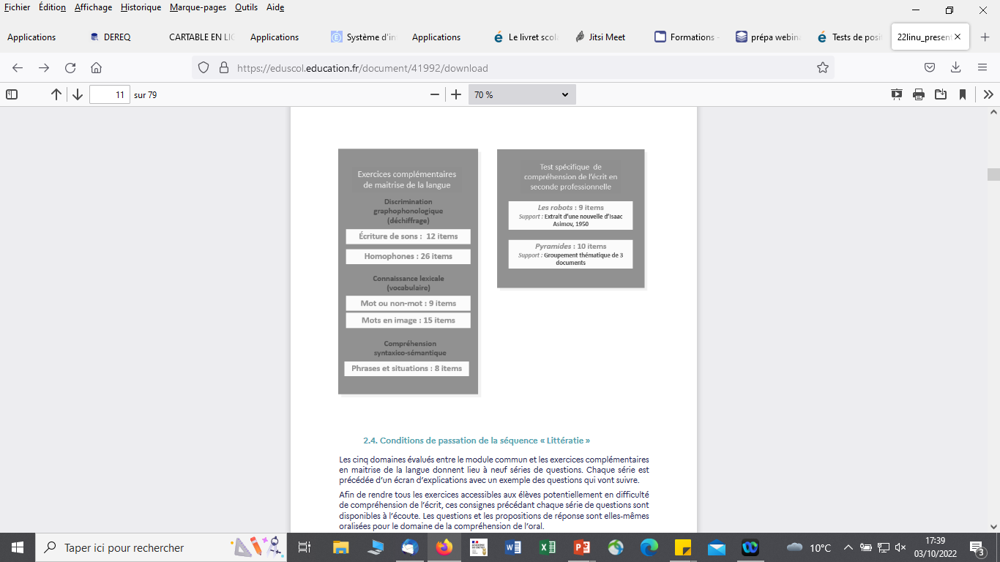 Fichier Édition Affichage Historique Marque-pages Outils Aide
Applications DEREQ CARTABLE EN LIG Applications Système d'in Applications Le livret scola Jitsi Meet Formations - prépa webina Tests de posi 22linu_present
https://eduscol.education.fr/document/41992/download
11 sur 79 70 %
Exercices complémentaires
de maitrise de la langue
Discrimination
graphophonologique
(déchiffrage)
Écriture de sons : 12 items
Homophones : 26 items
Connaissance lexicale
(vocabulaire)
Mot ou non-mot : 9 items
Mots en image : 15 items
Compréhension
syntaxico-sémantique
Phrases et situations : 8 items
Test spécifique de
compréhension de l'écrit en
seconde professionnelle
Les robots : 9 items
Support : Extrait d'une nouvelle d'Isaac
Asimov, 1950
Pyramides : 10 items
Support : Groupement thématique de 3
documents
2.4. Conditions de passation de la séquence « Littératie »
Les cinq domaines évalués entre le module commun et les exercices complémentaires
en maitrise de la langue donnent lieu à neuf séries de questions. Chaque série est
précédée d'un écran d'explications avec un exemple des questions qui vont suivre.
Afin de rendre tous les exercices accessibles aux élèves potentiellement en difficulté
de compréhension de l'écrit, ces consignes précédant chaque série de questions sont
disponibles à l'écoute. Les questions et les propositions de réponse sont elles-mêmes
oralisées pour le domaine de la compréhension de l'oral.
Taper ici pour rechercher
10°C
17:39
03/10/2022
3